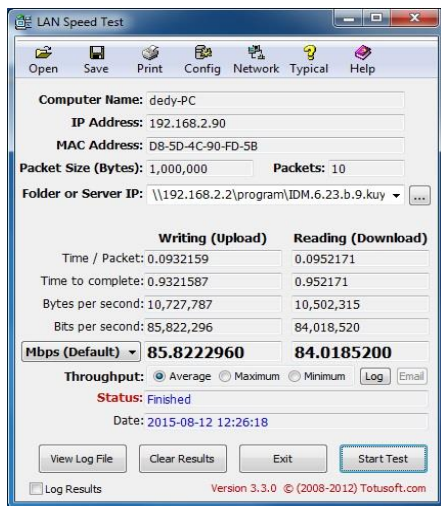 LAN Speed Test
Open Save Print Config Network Typical Help
Computer Name: dedy-PC
IP Address: 192.168.2.90
MAC Address: D8-5D-4C-90-FD-5B
Packet Size (Bytes): 1,000,000 Packets: 10
Folder or Server IP: \\192.168.2.2\program\IDM.6.23.b.9.kuy ...
Writing (Upload) Reading (Download)
Time / Packet: 0.0932159 0.0952171
Time to complete: 0.9321587 0.952171
Bytes per second: 10,727,787 10,502,315
Bits per second: 85,822,296 84,018,520
Mbps (Default) 85.8222960 84.0185200
Throughput: Average Maximum Minimum Log Email
Status: Finished
Date: 2015-08-12 12:26:18
View Log File Clear Results Exit Start Test
Log Results Version 3.3.0 © (2008-2012) Totusoft.com